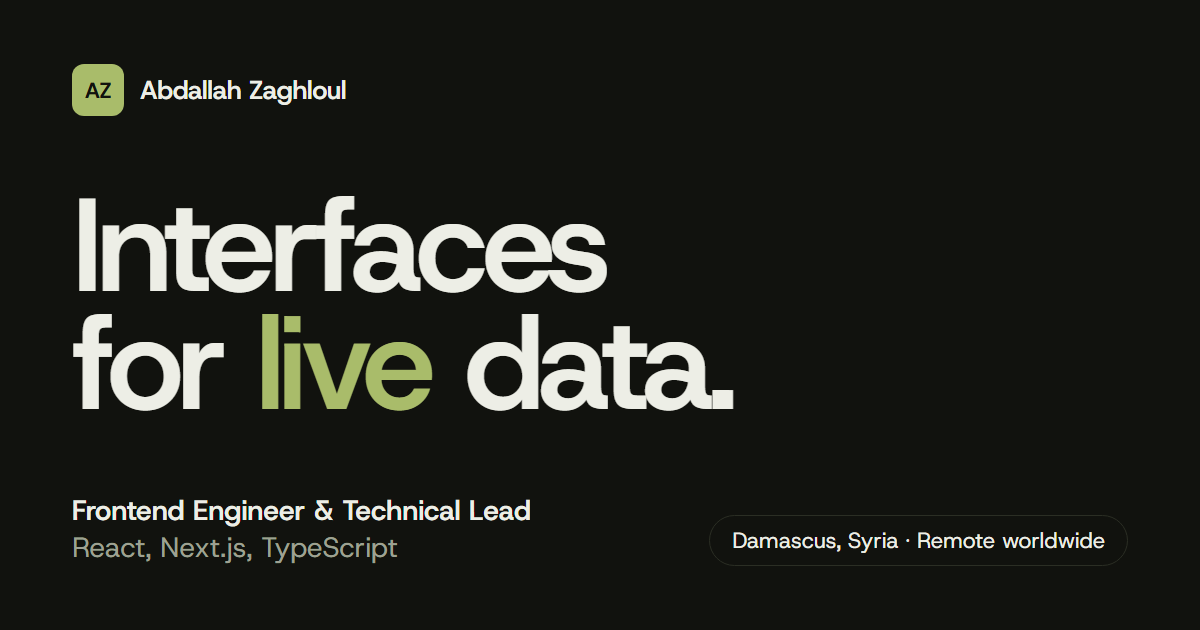 AZ
Abdallah Zaghloul
Interfaces
for live data.
Frontend Engineer & Technical Lead
React, Next.js, TypeScript
Damascus, Syria · Remote worldwide